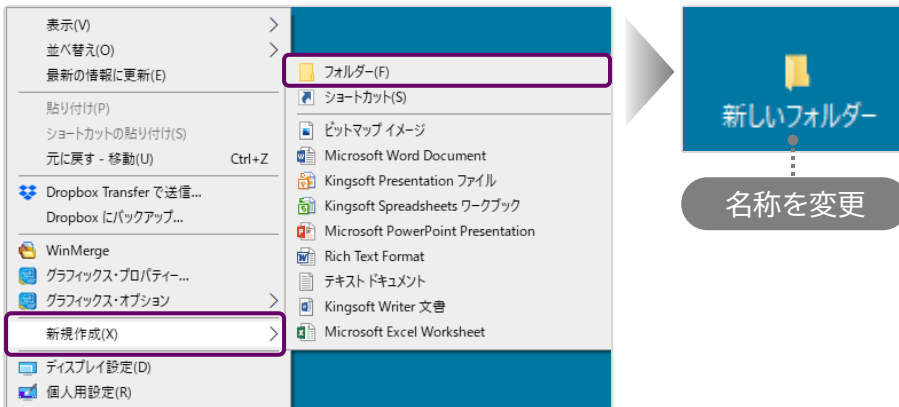 表示(V)
並べ替え(O)
最新の情報に更新(E)
貼り付け(P)
ショートカットの貼り付け(S)
元に戻す - 移動(U) Ctrl+Z
Dropbox Transfer で送信...
Dropbox にバックアップ...
WinMerge
グラフィックス・プロパティー...
グラフィックス・オプション
新規作成(X)
ディスプレイ設定(D)
個人用設定(R)
フォルダー(F)
ショートカット(S)
ビットマップ イメージ
Microsoft Word Document
Kingsoft Presentation ファイル
Kingsoft Spreadsheets ワークブック
Microsoft PowerPoint Presentation
Rich Text Format
テキスト ドキュメント
Kingsoft Writer 文書
Microsoft Excel Worksheet
新しいフォルダー
名称を変更